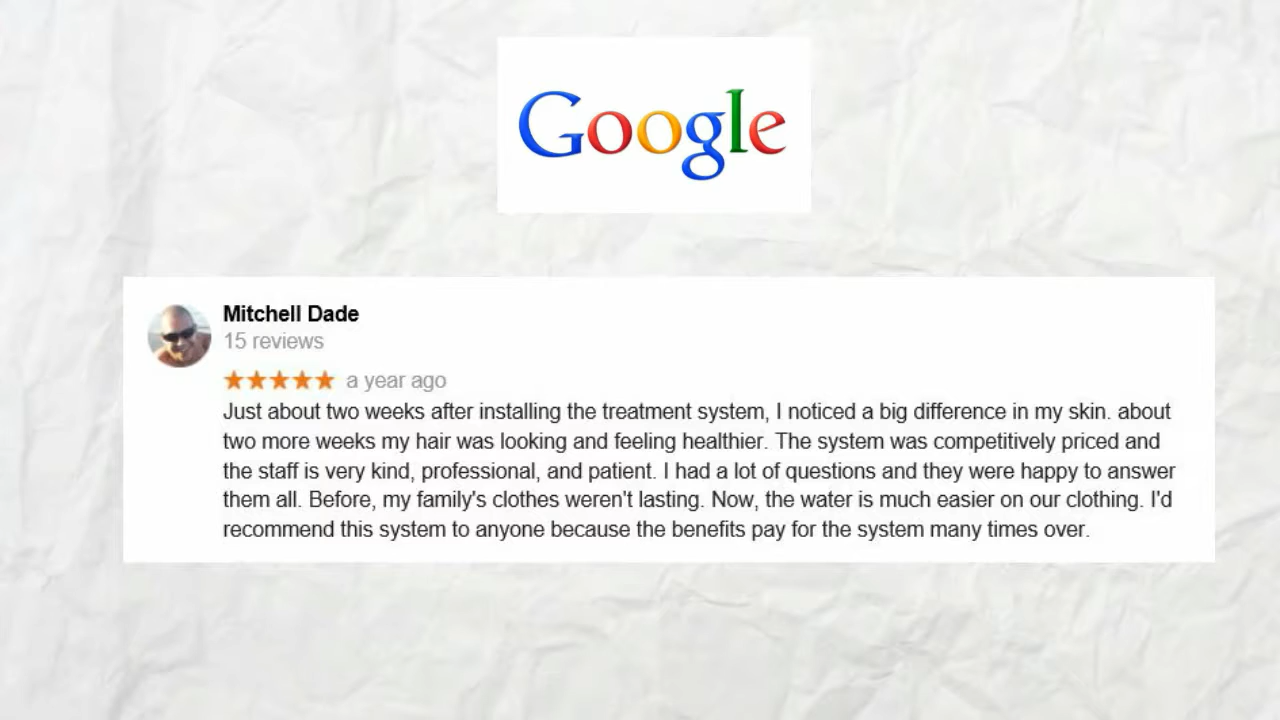 Google
Mitchell Dade
15 reviews
a year ago
Just about two weeks after installing the treatment system, I noticed a big difference in my skin. about
two more weeks my hair was looking and feeling healthier. The system was competitively priced and
the staff is very kind, professional, and patient. I had a lot of questions and they were happy to answer
them all. Before, my family's clothes weren't lasting. Now, the water is much easier on our clothing. I'd
recommend this system to anyone because the benefits pay for the system many times over.